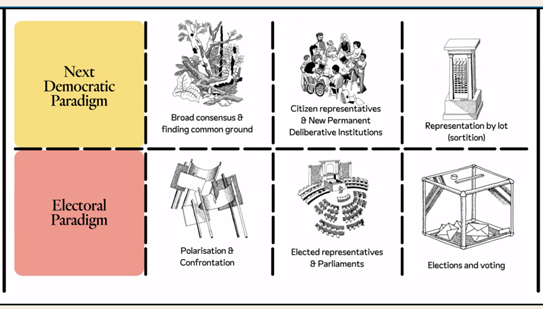 Next
Democratic
Paradigm
Broad consensus &
finding common ground
Citizen representatives
& New Permanent
Deliberative Institutions
Representation by lot
(sortition)
Electoral
Paradigm
Polarisation &
Confrontation
Elected representatives
& Parliaments
Elections and voting